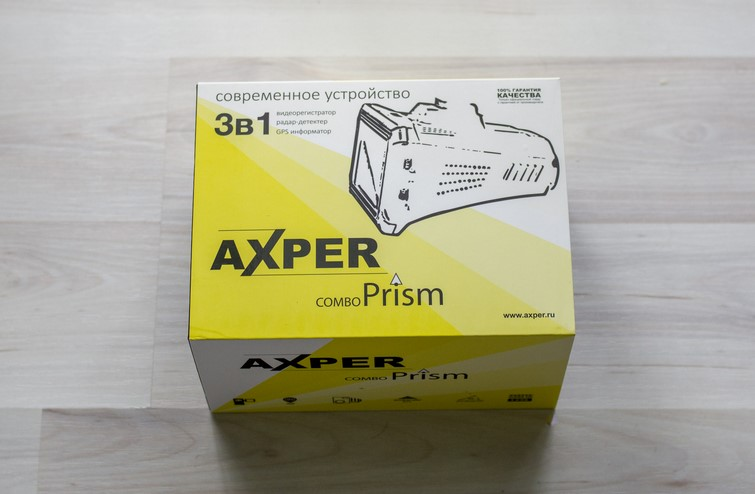 современное устройство
3в1
видеорегистратор
радар-детектер
GPS информатор
100% ГАРАНТИЯ
КАЧЕСТВА
AXPER
COMBO Prism
www.axper.ru
AXPER
COMBO Prism